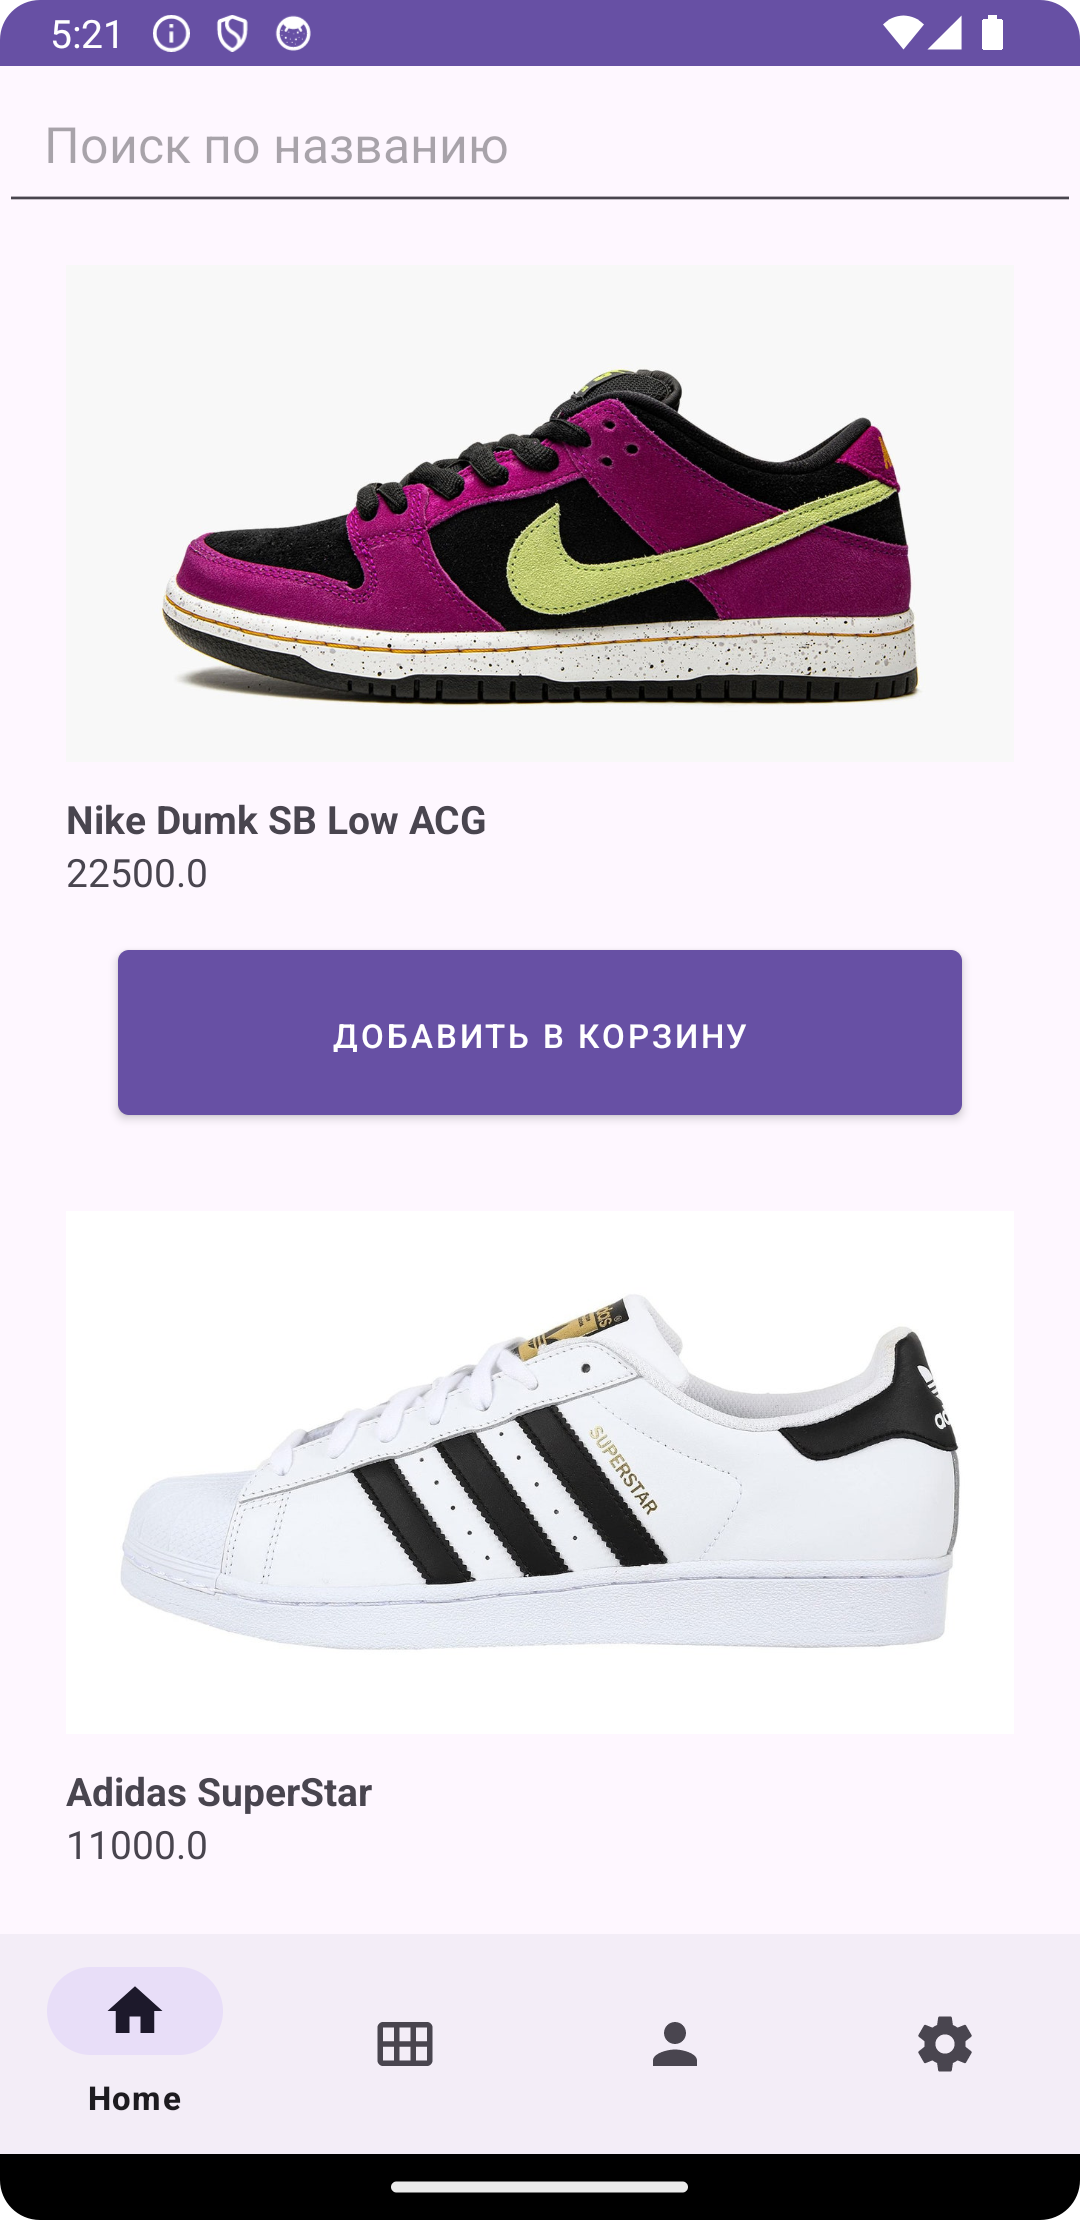 5:21
Поиск по названию
Nike Dumk SB Low ACG
22500.0
ДОБАВИТЬ В КОРЗИНУ
SUPERSTAR
Adidas SuperStar
11000.0
Home